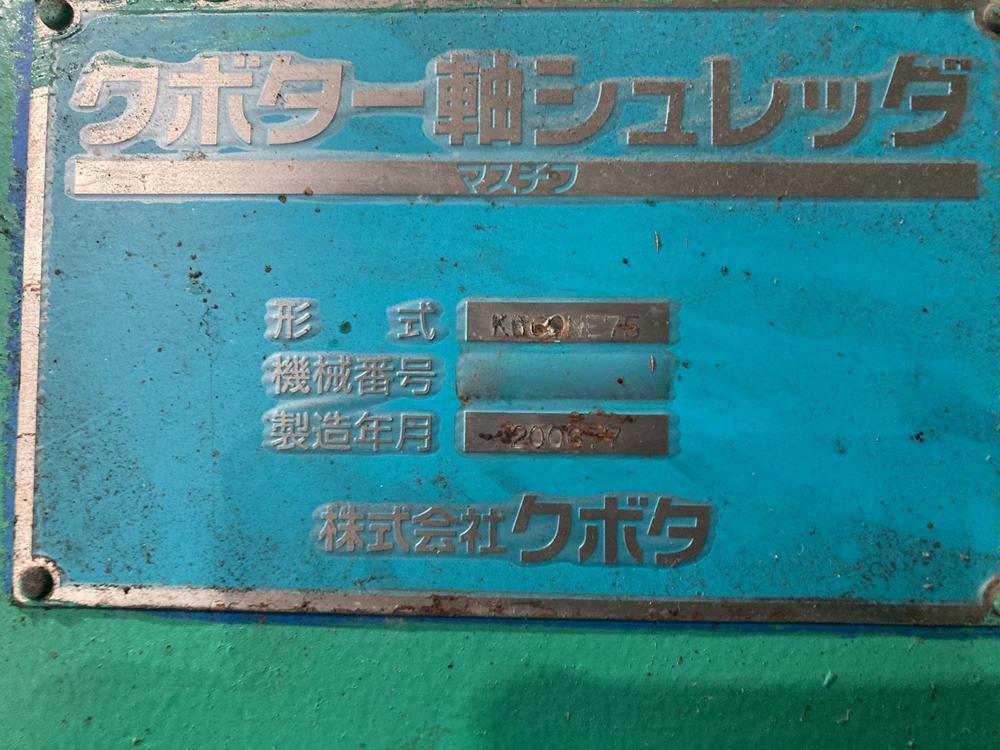 クボタ一軸シュレッダ
マスチフ
形式
機械番号
製造年月
株式会社クボタ